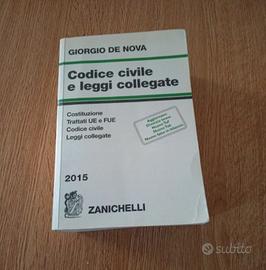 GIORGIO DE NOVA
Codice civile
e leggi collegate
Costituzione
Trattati UE e FUE
Codice civile
Leggi collegate
2015
ZANICHELLI
subito